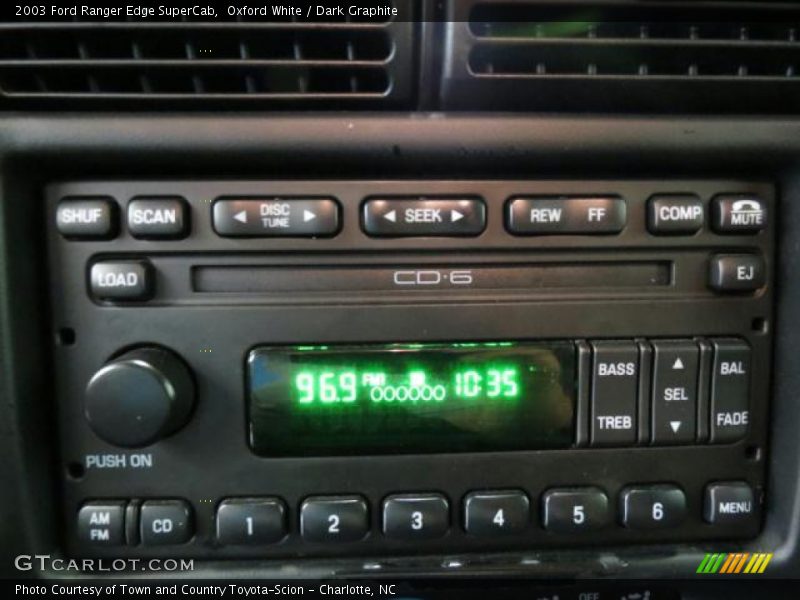 2003 Ford Ranger Edge SuperCab,  Oxford White / Dark Graphite
SHUF SCAN DISC TUNE SEEK REW FF COMP MUTE
LOAD CD·6 EJ
96.9 FM1 10:35
BASS SEL BAL
TREB FADE
PUSH ON
AM FM CD 1 2 3 4 5 6 MENU
GTCARLOT.COM
Photo Courtesy of Town and Country Toyota-Scion - Charlotte, NC
OFF